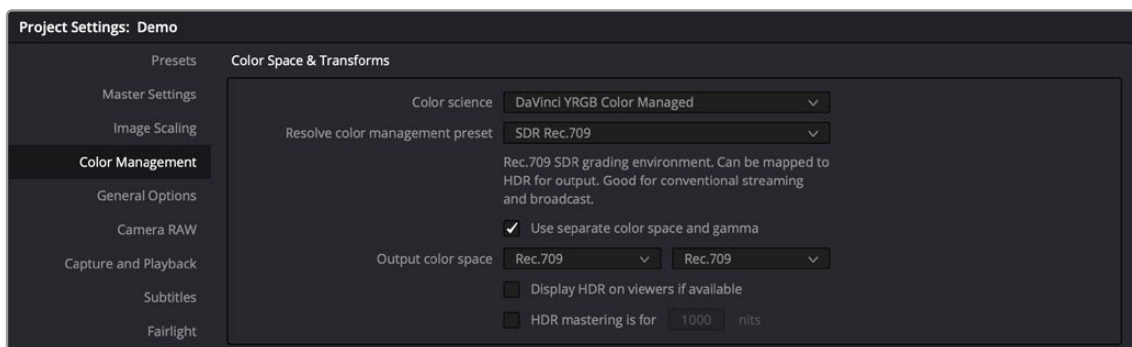 Project Settings: Demo
Presets
Color Space & Transforms
Master Settings
Color science DaVinci YRGB Color Managed
Image Scaling
Resolve color management preset SDR Rec.709
Color Management
Rec.709 SDR grading environment. Can be mapped to
HDR for output. Good for conventional streaming
and broadcast.
General Options
Camera RAW
Use separate color space and gamma
Capture and Playback
Output color space Rec.709 Rec.709
Subtitles
Display HDR on viewers if available
Fairlight
HDR mastering is for 1000 nits